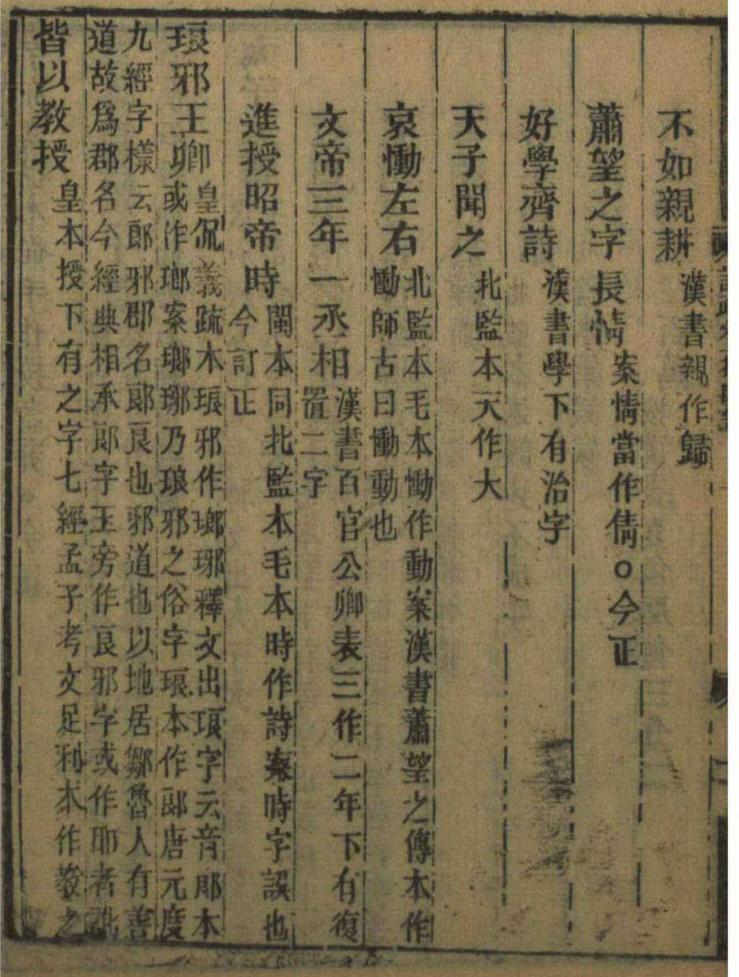 不如親耕漢書親作歸
蕭望之字長情案情當作倩○今正
好學齊詩漢書學下有治字
天子聞之北監本天作大
哀慟左右北監本毛本慟作動案漢書蕭望之傳本作
慟師古曰慟動也
文帝三年一丞相漢書百官公卿表三作二年下有復
置二字
進授昭帝時閩本同北監本毛本時作詩案時字誤也
今訂正
琅邪王卿皇侃義疏本琅邪作瑯琊釋文出琅字云音郎本
或作瑯案瑯琊乃琅邪之俗字琅本作郞唐元度
九經字樣云郎邪郡名郎良也邪道也以地居鄒魯人有善
道故爲郡名今經典相承郎字玉旁作良邪字或作耶者訛
皆以教授皇本授下有之字七經孟子考文足利本作敎之